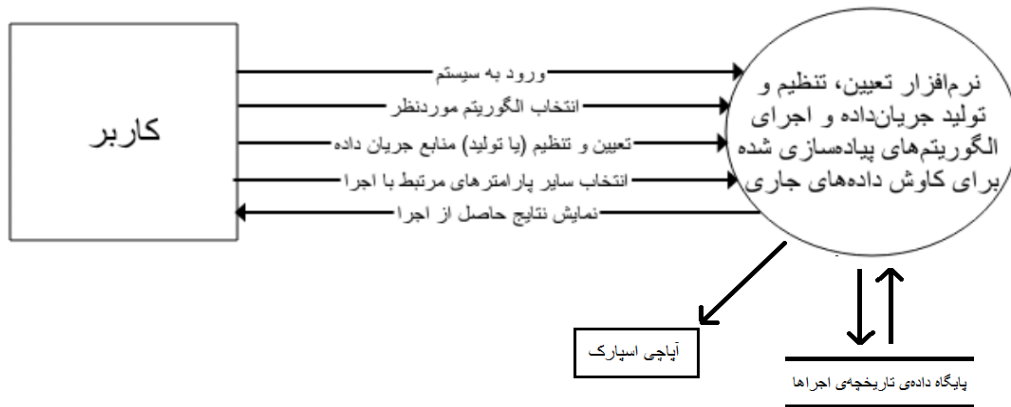 کاربر
ورود به سیستم
انتخاب الگوریتم موردنظر
تعیین و تنظیم (یا تولید) منابع جریان داده
انتخاب سایر پارامترهای مرتبط با اجرا
نمایش نتایج حاصل از اجرا
نرم‌افزار تعیین، تنظیم و
تولید جریان‌داده و اجرای
الگوریتم‌های پیاده‌سازی شده
برای کاوش داده‌های جاری
آپاچی اسپارک
پایگاه داده‌ی تاریخچه‌ی اجراها